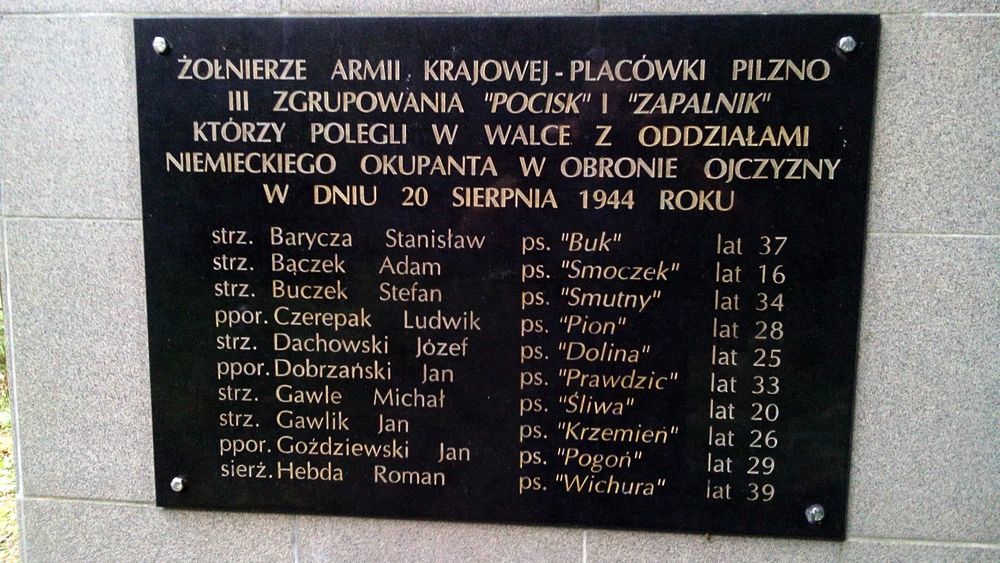 ŻOŁNIERZE ARMII KRAJOWEJ - PLACÓWKI PILZNO
III ZGRUPOWANIA "POCISK" I "ZAPALNIK"
KTÓRZY POLEGLI W WALCE Z ODDZIAŁAMI
NIEMIECKIEGO OKUPANTA W OBRONIE OJCZYZNY
W DNIU 20 SIERPNIA 1944 ROKU
strz. Barycza Stanisław ps. "Buk" lat 37
strz. Bączek Adam ps. "Smoczek" lat 16
strz. Buczek Stefan ps. "Smutny" lat 34
ppor. Czerepak Ludwik ps. "Pion" lat 28
strz. Dachowski Józef ps. "Dolina" lat 25
ppor. Dobrzański Jan ps. "Prawdzic" lat 33
strz. Gawle Michał ps. "Śliwa" lat 20
strz. Gawlik Jan ps. "Krzemień" lat 26
ppor. Goździewski Jan ps. "Pogoń" lat 29
sierż. Hebda Roman ps. "Wichura" lat 39